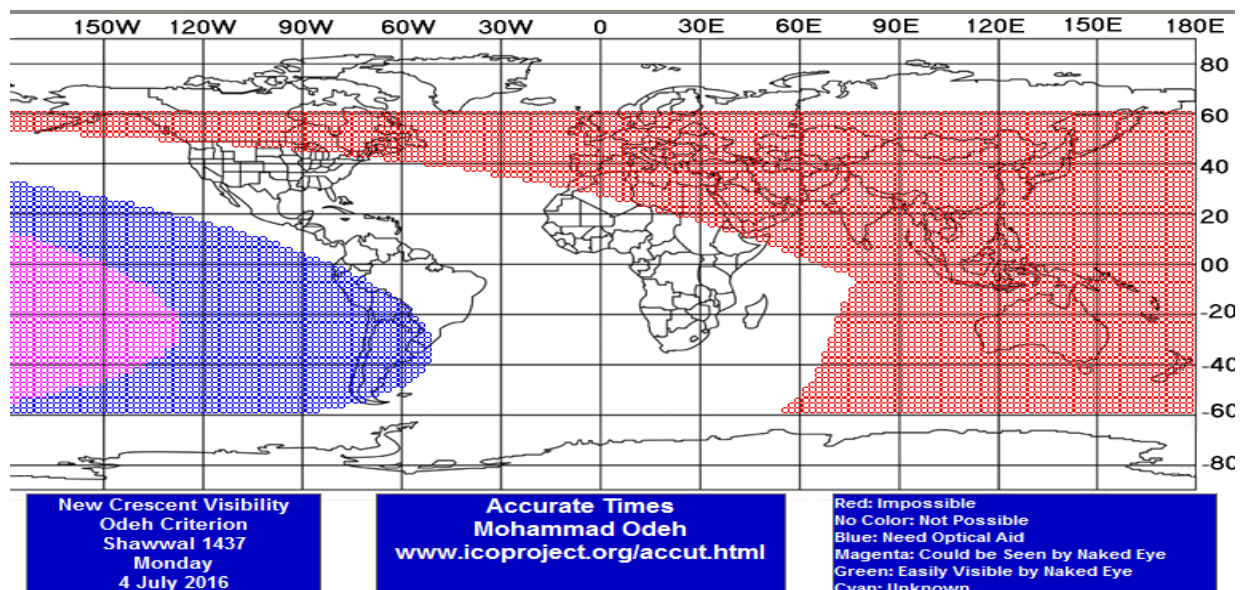 150W 120W 90W 60W 30W 0 30E 60E 90E 120E 150E 180E
80
60
40
20
00
-20
-40
-60
-80
New Crescent Visibility
Odeh Criterion
Shawwal 1437
Monday
4 July 2016
Accurate Times
Mohammad Odeh
www.icoproject.org/accut.html
Red: Impossible
No Color: Not Possible
Blue: Need Optical Aid
Magenta: Could be Seen by Naked Eye
Green: Easily Visible by Naked Eye
Cyan: Unknown